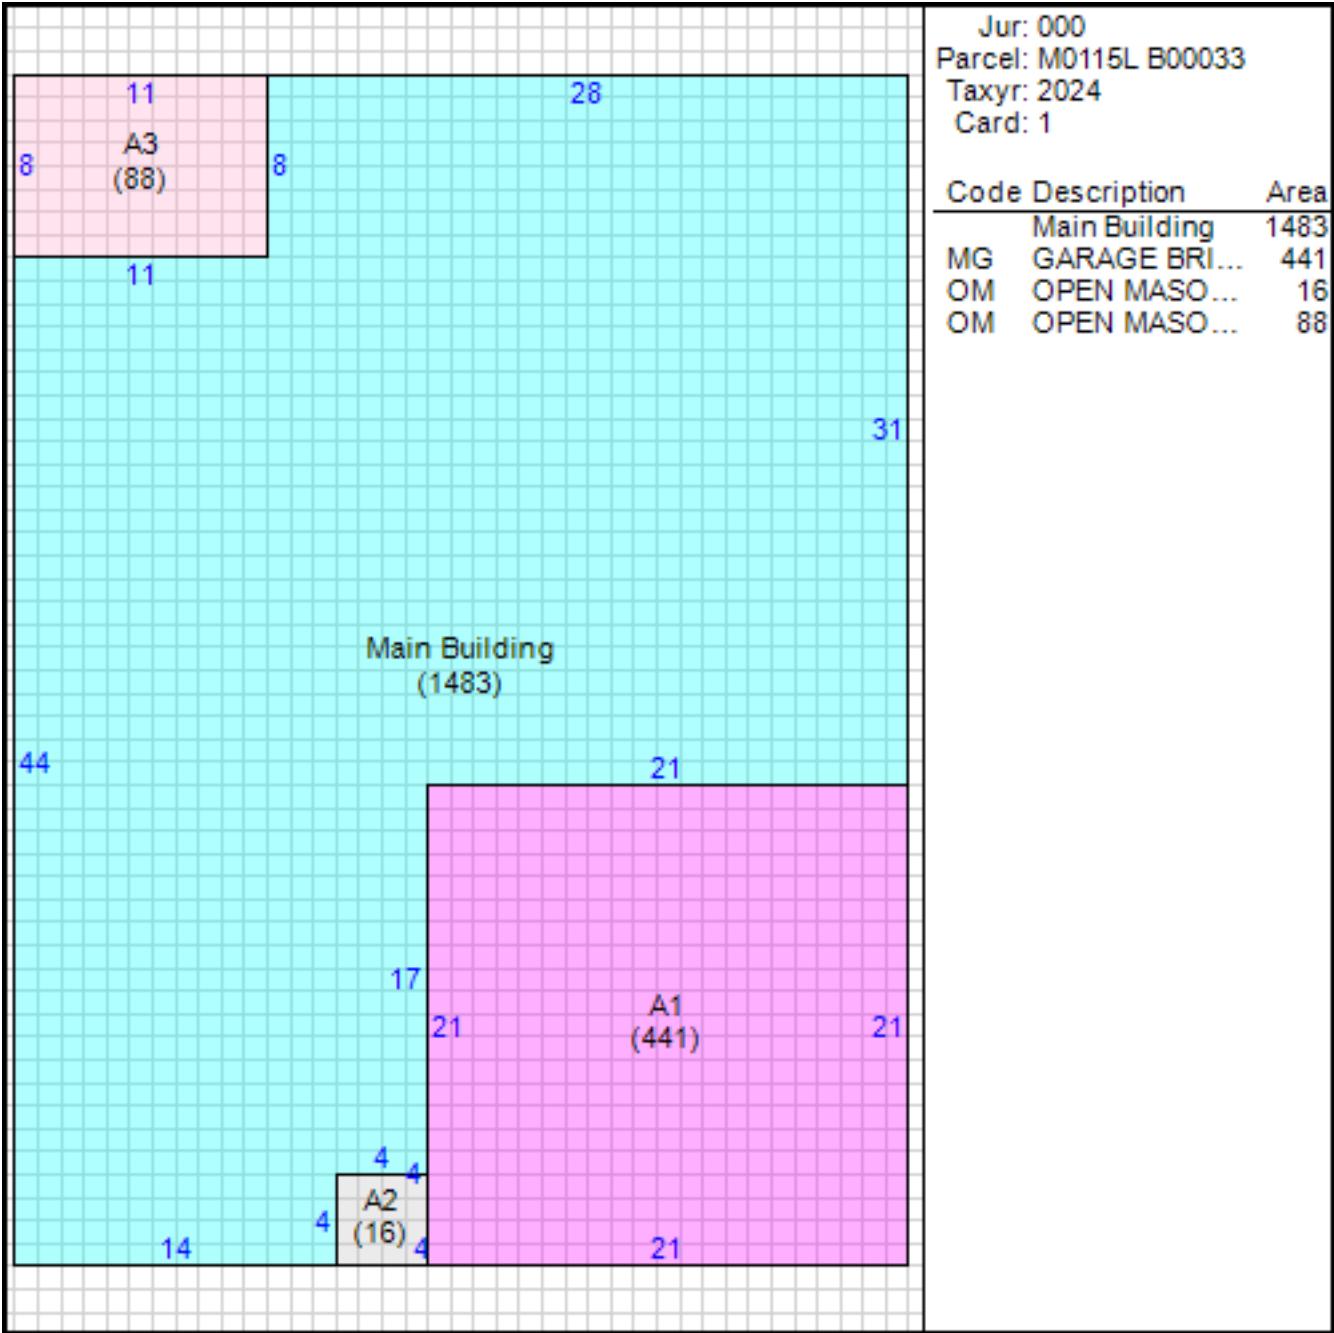 Jur: 000
Parcel: M0115L B00033
Taxyr: 2024
Card: 1
Code Description Area
Main Building 1483
MG GARAGE BRI... 441
OM OPEN MASO... 16
OM OPEN MASO... 88
11
28
A3
(88)
8
8
11
31
Main Building
(1483)
44
21
17
A1
(441)
21
21
4
4
A2
(16)
4
14
4
21